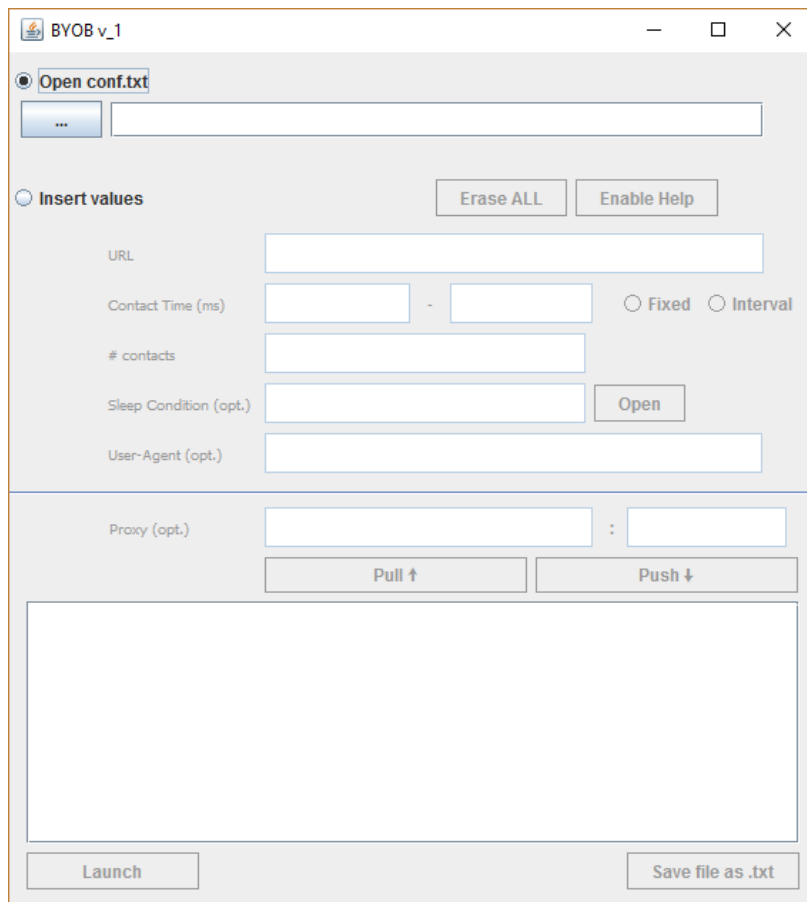 BYOB v_1
Open conf.txt
...
Insert values Erase ALL Enable Help
URL
Contact Time (ms) - Fixed Interval
# contacts
Sleep Condition (opt.) Open
User-Agent (opt.)
Proxy (opt.) :
Pull ↑ Push ↓
Launch Save file as .txt